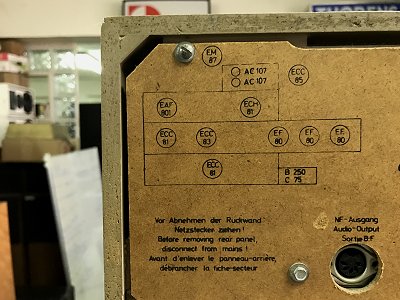 THORENS
EM
87
AC 107
AC 107
ECC
85
EAF
801
ECH
81
ECC
81
ECC
83
EF
80
EF
80
EF
80
ECC
81
B 250
C 75
Vor Abnehmen der Rückwand
Netzstecker ziehen!
Before removing rear panel,
disconnect from mains!
Avant d'enlever le panneau-arrière,
débrancher la fiche-secteur
NF-Ausgang
Audio-Output
Sortie B.F